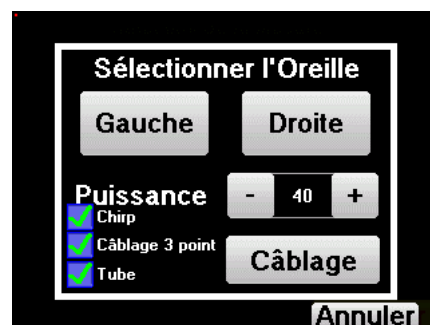 Sélectionner l'Oreille
Gauche Droite
Puissance - 40 +
Chirp
Câblage 3 point
Tube
Câblage
Annuler